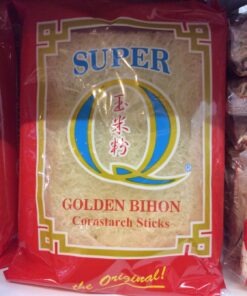 SUPER
Q
玉
米
粉
®
GOLDEN BIHON
Cornstarch Sticks
the Original!